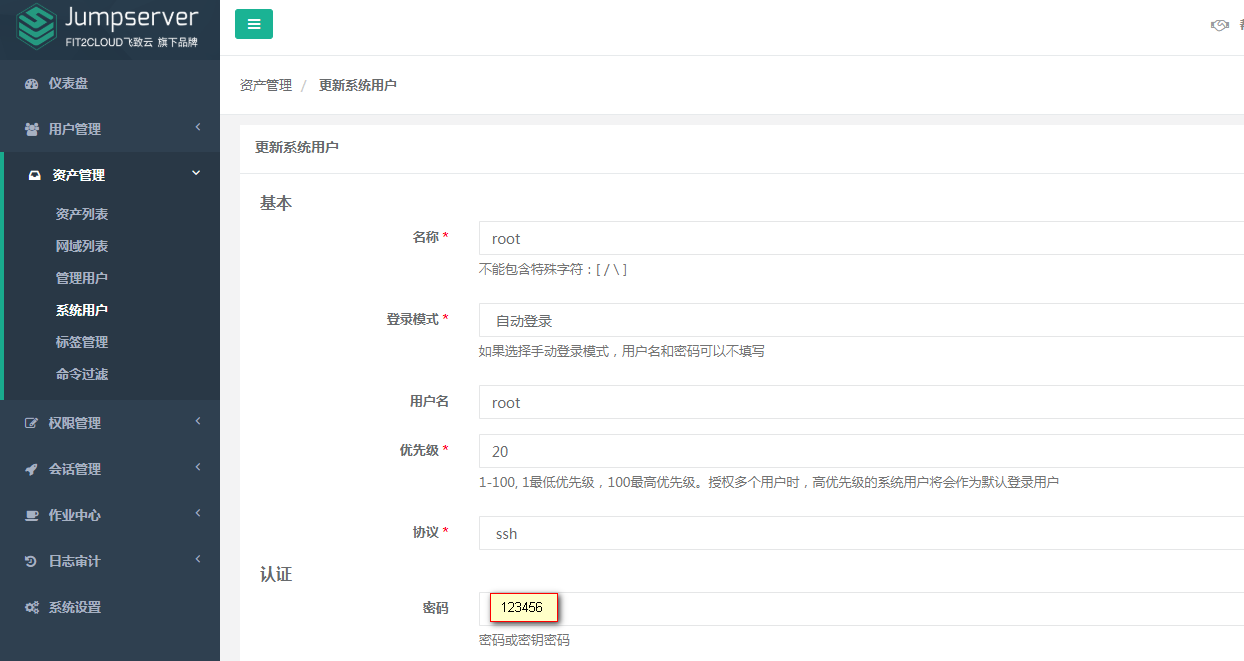 Jumpserver
FIT2CLOUD飞致云 旗下品牌
仪表盘
用户管理
资产管理
资产列表
网域列表
管理用户
系统用户
标签管理
命令过滤
权限管理
会话管理
作业中心
日志审计
系统设置
资产管理 / 更新系统用户
更新系统用户
基本
名称 * root
不能包含特殊字符：[ / \ ]
登录模式 * 自动登录
如果选择手动登录模式，用户名和密码可以不填写
用户名 root
优先级 * 20
1-100, 1最低优先级，100最高优先级。授权多个用户时，高优先级的系统用户将会作为默认登录用户
协议 * ssh
认证
密码 123456
密码或密钥密码